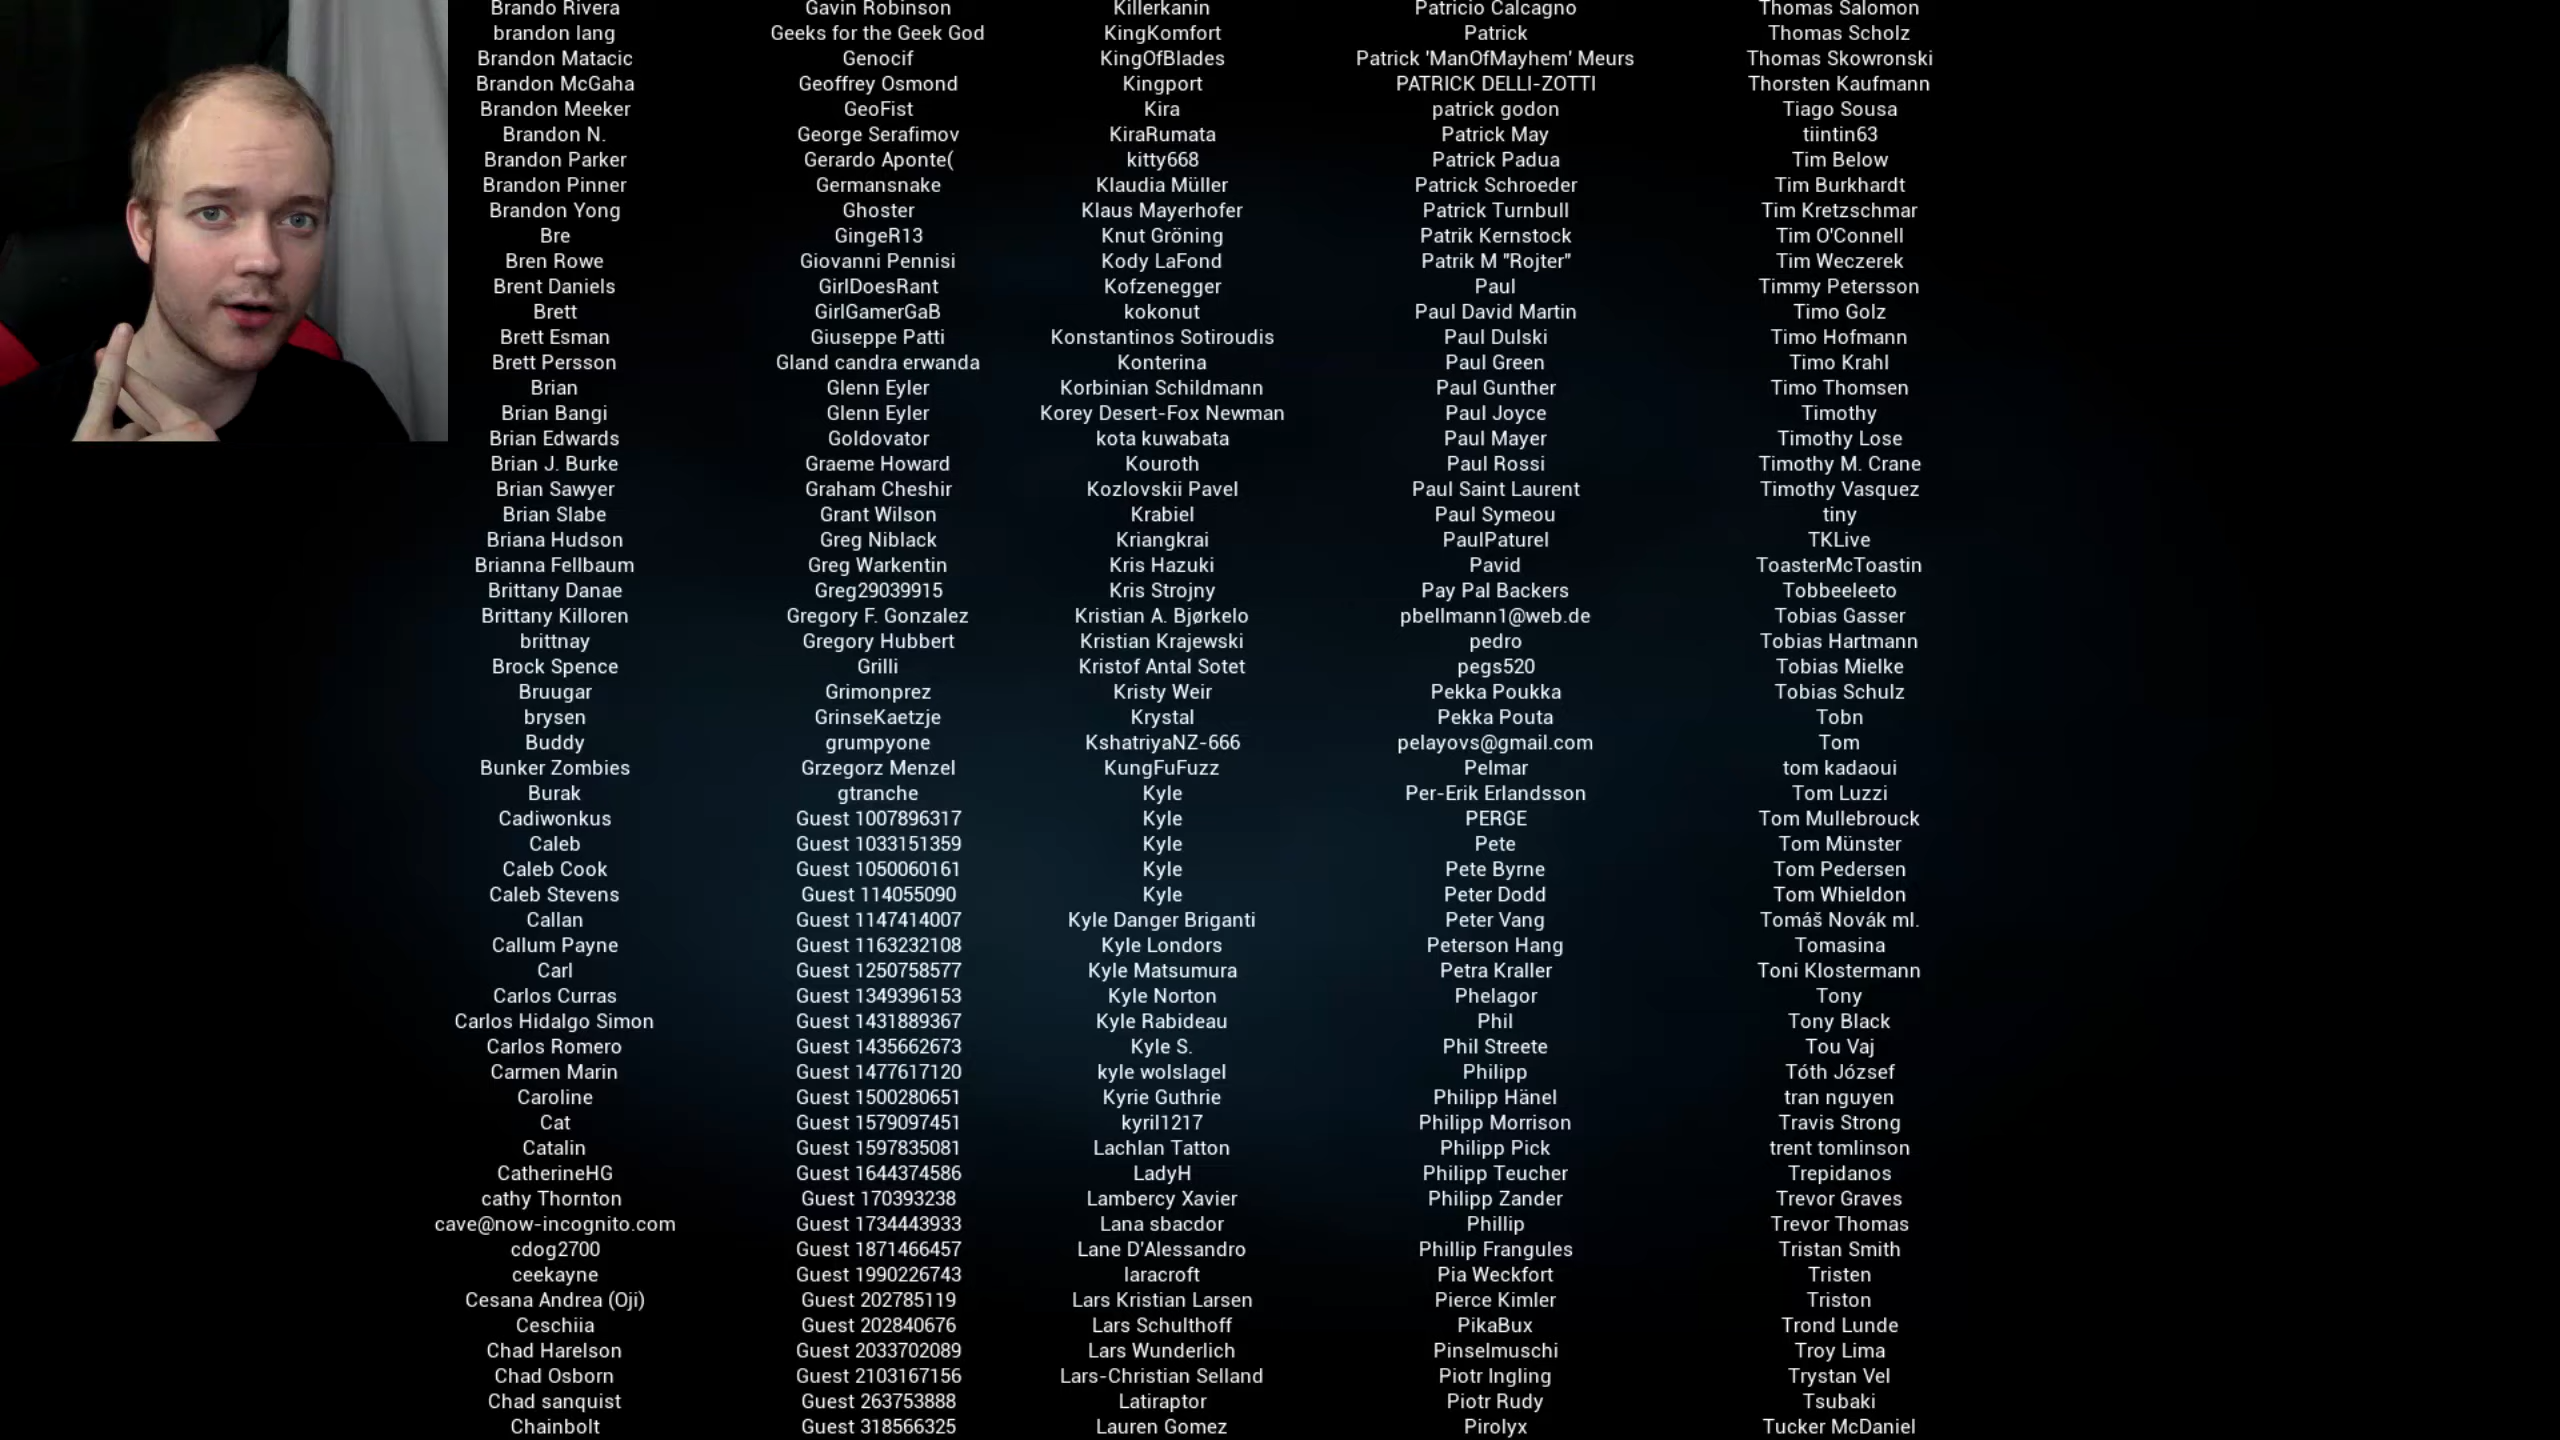 Brando Rivera
brandon lang
Brandon Matacic
Brandon McGaha
Brandon Meeker
Brandon N.
Brandon Parker
Brandon Pinner
Brandon Yong
Bre
Bren Rowe
Brent Daniels
Brett
Brett Esman
Brett Persson
Brian
Brian Bangi
Brian Edwards
Brian J. Burke
Brian Sawyer
Brian Slabe
Briana Hudson
Brianna Fellbaum
Brittany Danae
Brittany Killoren
brittnay
Brock Spence
Bruugar
brysen
Buddy
Bunker Zombies
Burak
Cadiwonkus
Caleb
Caleb Cook
Caleb Stevens
Callan
Callum Payne
Carl
Carlos Curras
Carlos Hidalgo Simon
Carlos Romero
Carmen Marin
Caroline
Cat
Catalin
CatherineHG
cathy Thornton
cave@now-incognito.com
cdog2700
ceekayne
Cesana Andrea (Oji)
Ceschiia
Chad Harelson
Chad Osborn
Chad sanquist
Chainbolt
Gavin Robinson
Geeks for the Geek God
Genocif
Geoffrey Osmond
GeoFist
George Serafimov
Gerardo Aponte(
Germansnake
Ghoster
GingeR13
Giovanni Pennisi
GirlDoesRant
GirlGamerGaB
Giuseppe Patti
Gland candra erwanda
Glenn Eyler
Glenn Eyler
Goldovator
Graeme Howard
Graham Cheshir
Grant Wilson
Greg Niblack
Greg Warkentin
Greg29039915
Gregory F. Gonzalez
Gregory Hubbert
Grilli
Grimonprez
GrinseKaetzje
grumpyone
Grzegorz Menzel
gtranche
Guest 1007896317
Guest 1033151359
Guest 1050060161
Guest 114055090
Guest 1147414007
Guest 1163232108
Guest 1250758577
Guest 1349396153
Guest 1431889367
Guest 1435662673
Guest 1477617120
Guest 1500280651
Guest 1579097451
Guest 1597835081
Guest 1644374586
Guest 170393238
Guest 1734443933
Guest 1871466457
Guest 1990226743
Guest 202785119
Guest 202840676
Guest 2033702089
Guest 2103167156
Guest 263753888
Guest 318566325
Killerkanin
KingKomfort
KingOfBlades
Kingport
Kira
KiraRumata
kitty668
Klaudia Müller
Klaus Mayerhofer
Knut Gröning
Kody LaFond
Kofzenegger
kokonut
Konstantinos Sotiroudis
Konterina
Korbinian Schildmann
Korey Desert-Fox Newman
kota kuwabata
Kouroth
Kozlovskii Pavel
Krabiel
Kriangkrai
Kris Hazuki
Kris Strojny
Kristian A. Bjørkelo
Kristian Krajewski
Kristof Antal Sotet
Kristy Weir
Krystal
KshatriyaNZ-666
KungFuFuzz
Kyle
Kyle
Kyle
Kyle
Kyle
Kyle Danger Briganti
Kyle Londors
Kyle Matsumura
Kyle Norton
Kyle Rabideau
Kyle S.
kyle wolslagel
Kyrie Guthrie
kyril1217
Lachlan Tatton
LadyH
Lambercy Xavier
Lana sbacdor
Lane D'Alessandro
laracroft
Lars Kristian Larsen
Lars Schulthoff
Lars Wunderlich
Lars-Christian Selland
Latiraptor
Lauren Gomez
Patricio Calcagno
Patrick
Patrick 'ManOfMayhem' Meurs
PATRICK DELLI-ZOTTI
patrick godon
Patrick May
Patrick Padua
Patrick Schroeder
Patrick Turnbull
Patrik Kernstock
Patrik M "Rojter"
Paul
Paul David Martin
Paul Dulski
Paul Green
Paul Gunther
Paul Joyce
Paul Mayer
Paul Rossi
Paul Saint Laurent
Paul Symeou
PaulPaturel
Pavid
Pay Pal Backers
pbellmann1@web.de
pedro
pegs520
Pekka Poukka
Pekka Pouta
pelayovs@gmail.com
Pelmar
Per-Erik Erlandsson
PERGE
Pete
Pete Byrne
Peter Dodd
Peter Vang
Peterson Hang
Petra Kraller
Phelagor
Phil
Phil Streete
Philipp
Philipp Hänel
Philipp Morrison
Philipp Pick
Philipp Teucher
Philipp Zander
Phillip
Phillip Frangules
Pia Weckfort
Pierce Kimler
PikaBux
Pinselmuschi
Piotr Ingling
Piotr Rudy
Pirolyx
Thomas Salomon
Thomas Scholz
Thomas Skowronski
Thorsten Kaufmann
Tiago Sousa
tiintin63
Tim Below
Tim Burkhardt
Tim Kretzschmar
Tim O'Connell
Tim Weczerek
Timmy Petersson
Timo Golz
Timo Hofmann
Timo Krahl
Timo Thomsen
Timothy
Timothy Lose
Timothy M. Crane
Timothy Vasquez
tiny
TKLive
ToasterMcToastin
Tobbeeleeto
Tobias Gasser
Tobias Hartmann
Tobias Mielke
Tobias Schulz
Tobn
Tom
tom kadaoui
Tom Luzzi
Tom Mullebrouck
Tom Münster
Tom Pedersen
Tom Whieldon
Tomáš Novák ml.
Tomasina
Toni Klostermann
Tony
Tony Black
Tou Vaj
Tóth József
tran nguyen
Travis Strong
trent tomlinson
Trepidanos
Trevor Graves
Trevor Thomas
Tristan Smith
Tristen
Triston
Trond Lunde
Troy Lima
Trystan Vel
Tsubaki
Tucker McDaniel